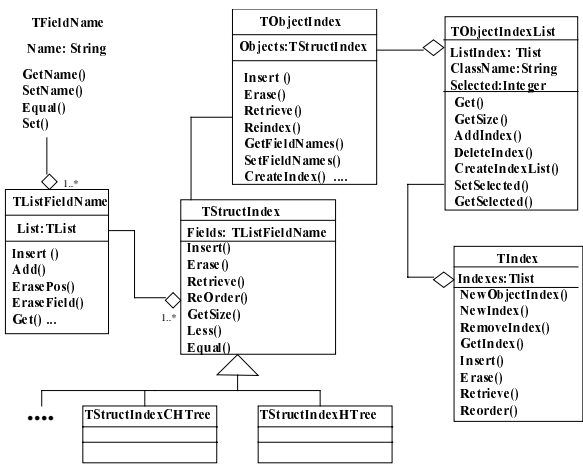 TFieldName
Name: String
GetName()
SetName()
Equal()
Set()
1..*
TListFieldName
List: TList
Insert ()
Add()
ErasePos()
EraseField()
Get() ...
TObjectIndex
Objects:TStructIndex
Insert ()
Erase()
Retrieve()
Reindex()
GetFieldNames()
SetFieldNames()
CreateIndex() ....
TStructIndex
Fields: TListFieldName
Insert()
Erase()
Retrieve()
ReOrder()
GetSize()
Less()
Equal()
1..*
TObjectIndexList
ListIndex: Tlist
ClassName:String
Selected:Integer
Get()
GetSize()
AddIndex()
DeleteIndex()
CreateIndexList()
SetSelected()
GetSelected()
TIndex
Indexes:Tlist
NewObjectIndex()
NewIndex()
RemoveIndex()
GetIndex()
Insert()
Erase()
Retrieve()
Reorder()
....
TStructIndexCHTree
TStructIndexHTree